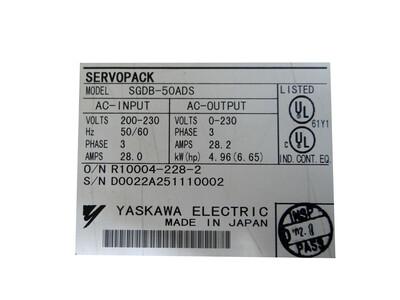 SERVOPACK
MODEL SGDB-50ADS
AC-INPUT AC-OUTPUT
VOLTS 200-230 VOLTS 0-230
Hz 50/60 PHASE 3
PHASE 3 AMPS 28.2
AMPS 28.0 kW(hp) 4.96(6.65)
O/N R10004-228-2
S/N D0022A251110002
YASKAWA ELECTRIC
MADE IN JAPAN
LISTED
UL
61Y1
c UL
IND. CONT. EQ.
INSP
PASS